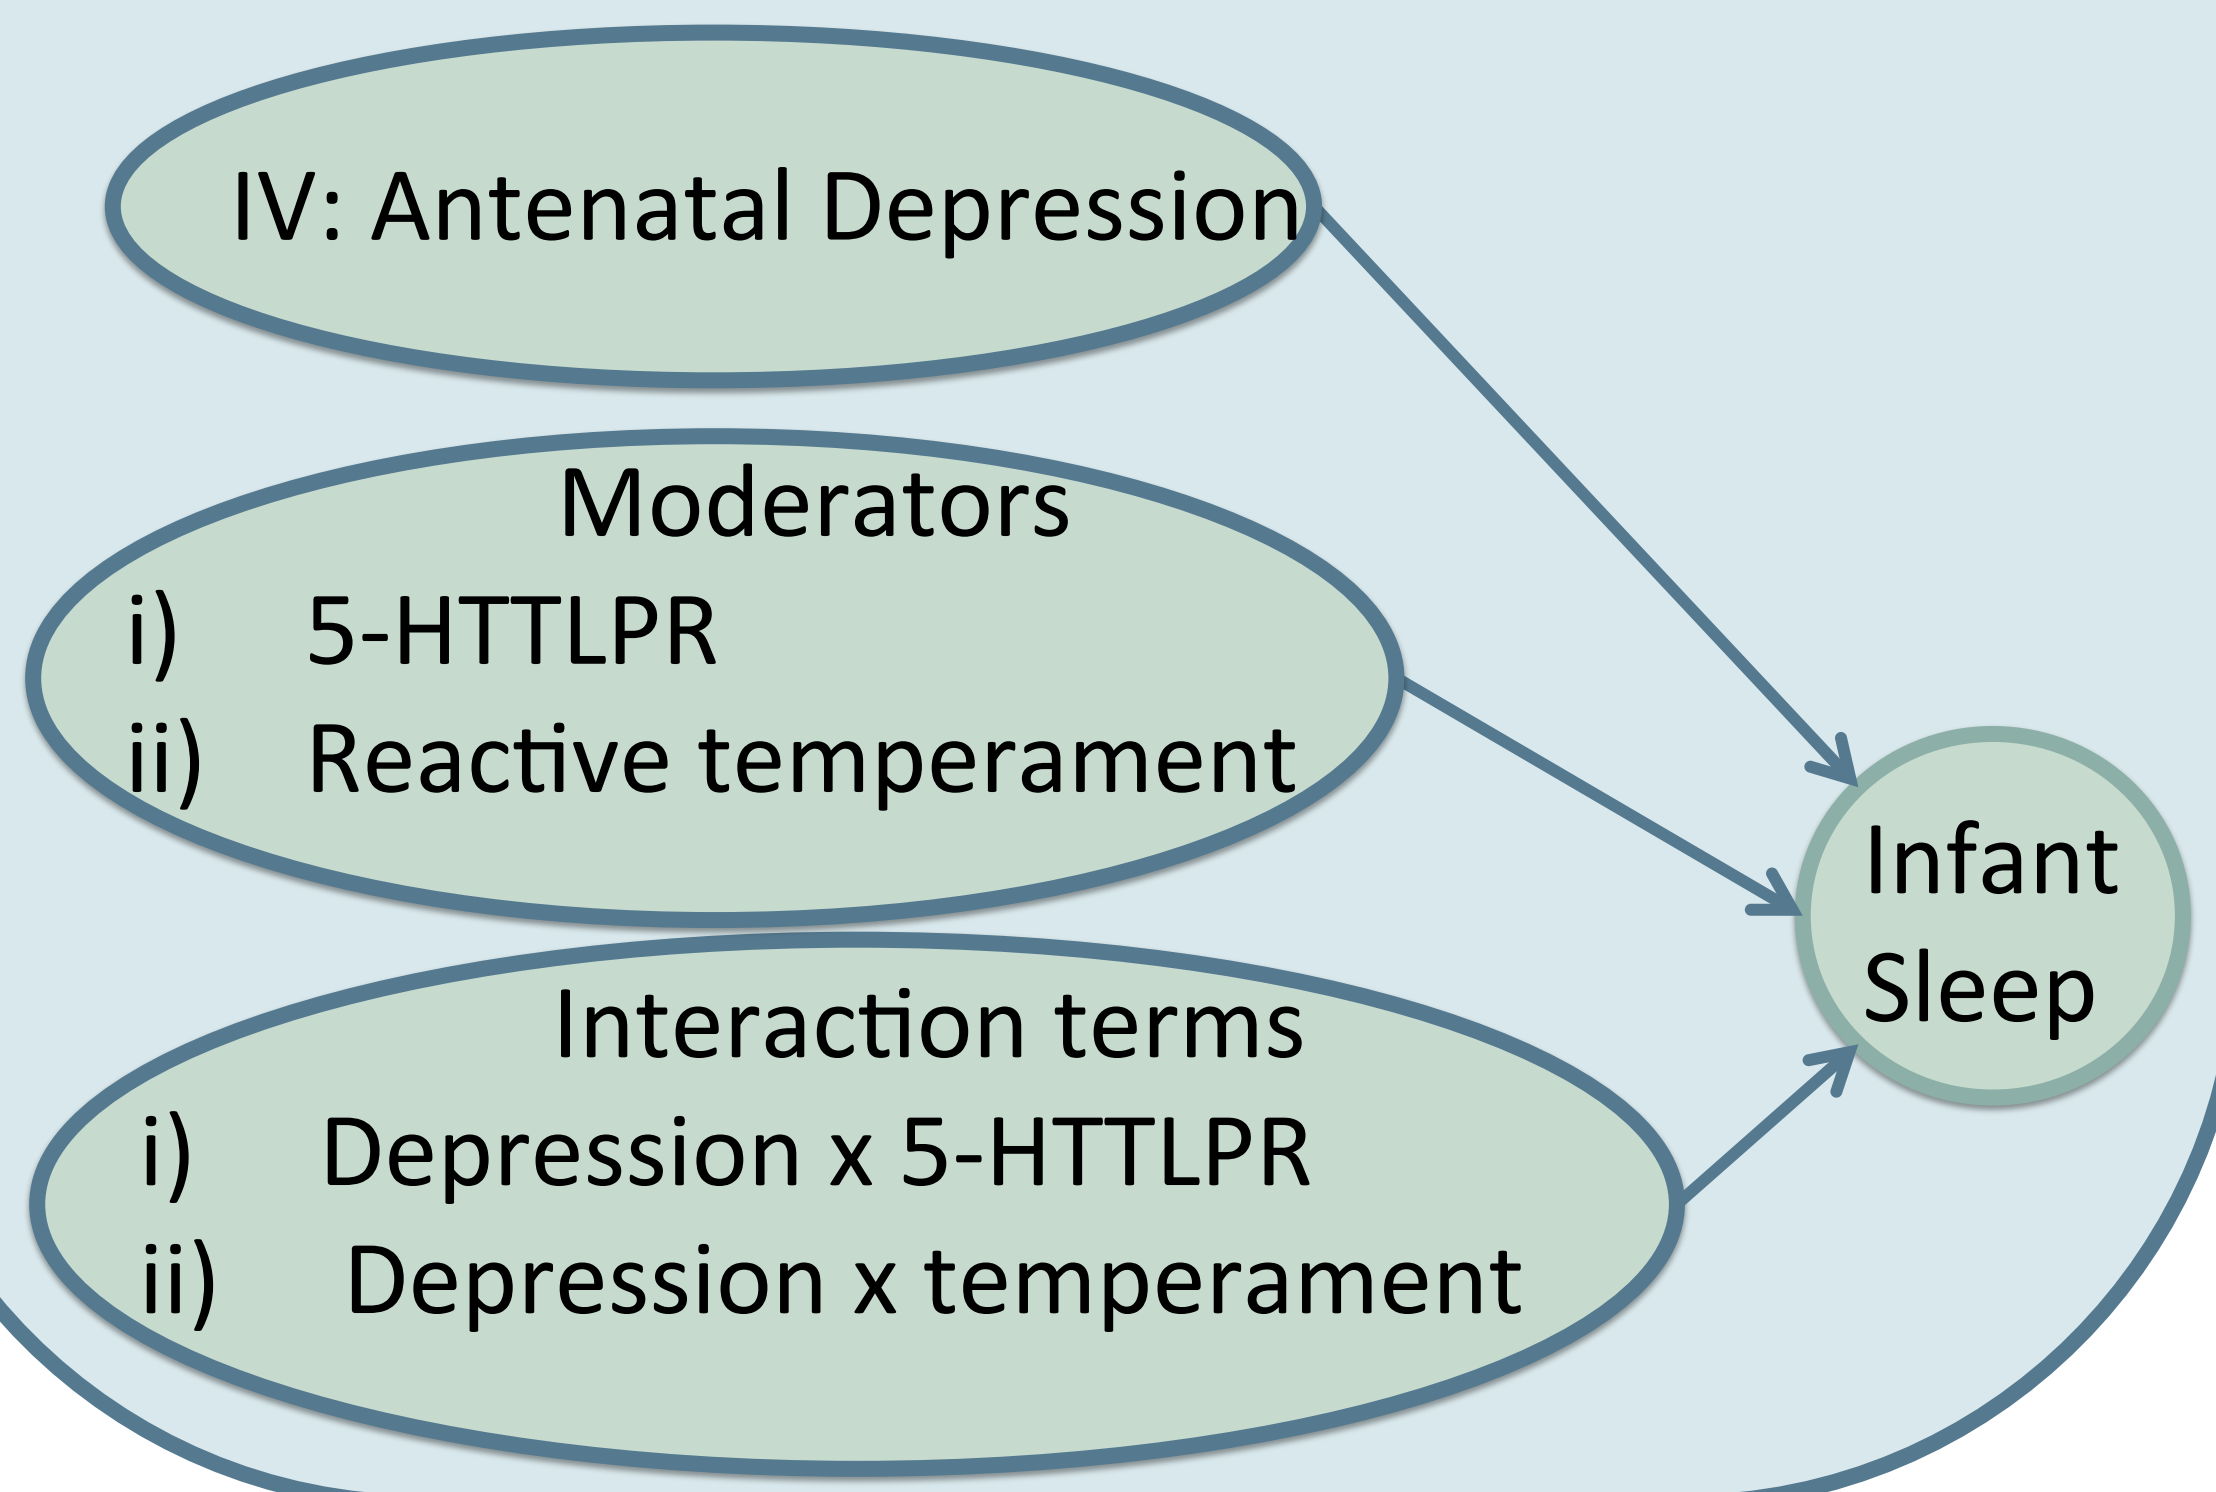 IV: Antenatal Depression
Moderators
i) 5-HTTLPR
ii) Reactive temperament
Interaction terms
i) Depression x 5-HTTLPR
ii) Depression x temperament
Infant
Sleep